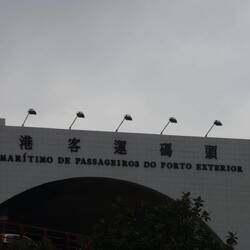 港客運碼頭
MARÍTIMO DE PASSAGEIROS DO PORTO EXTERIOR